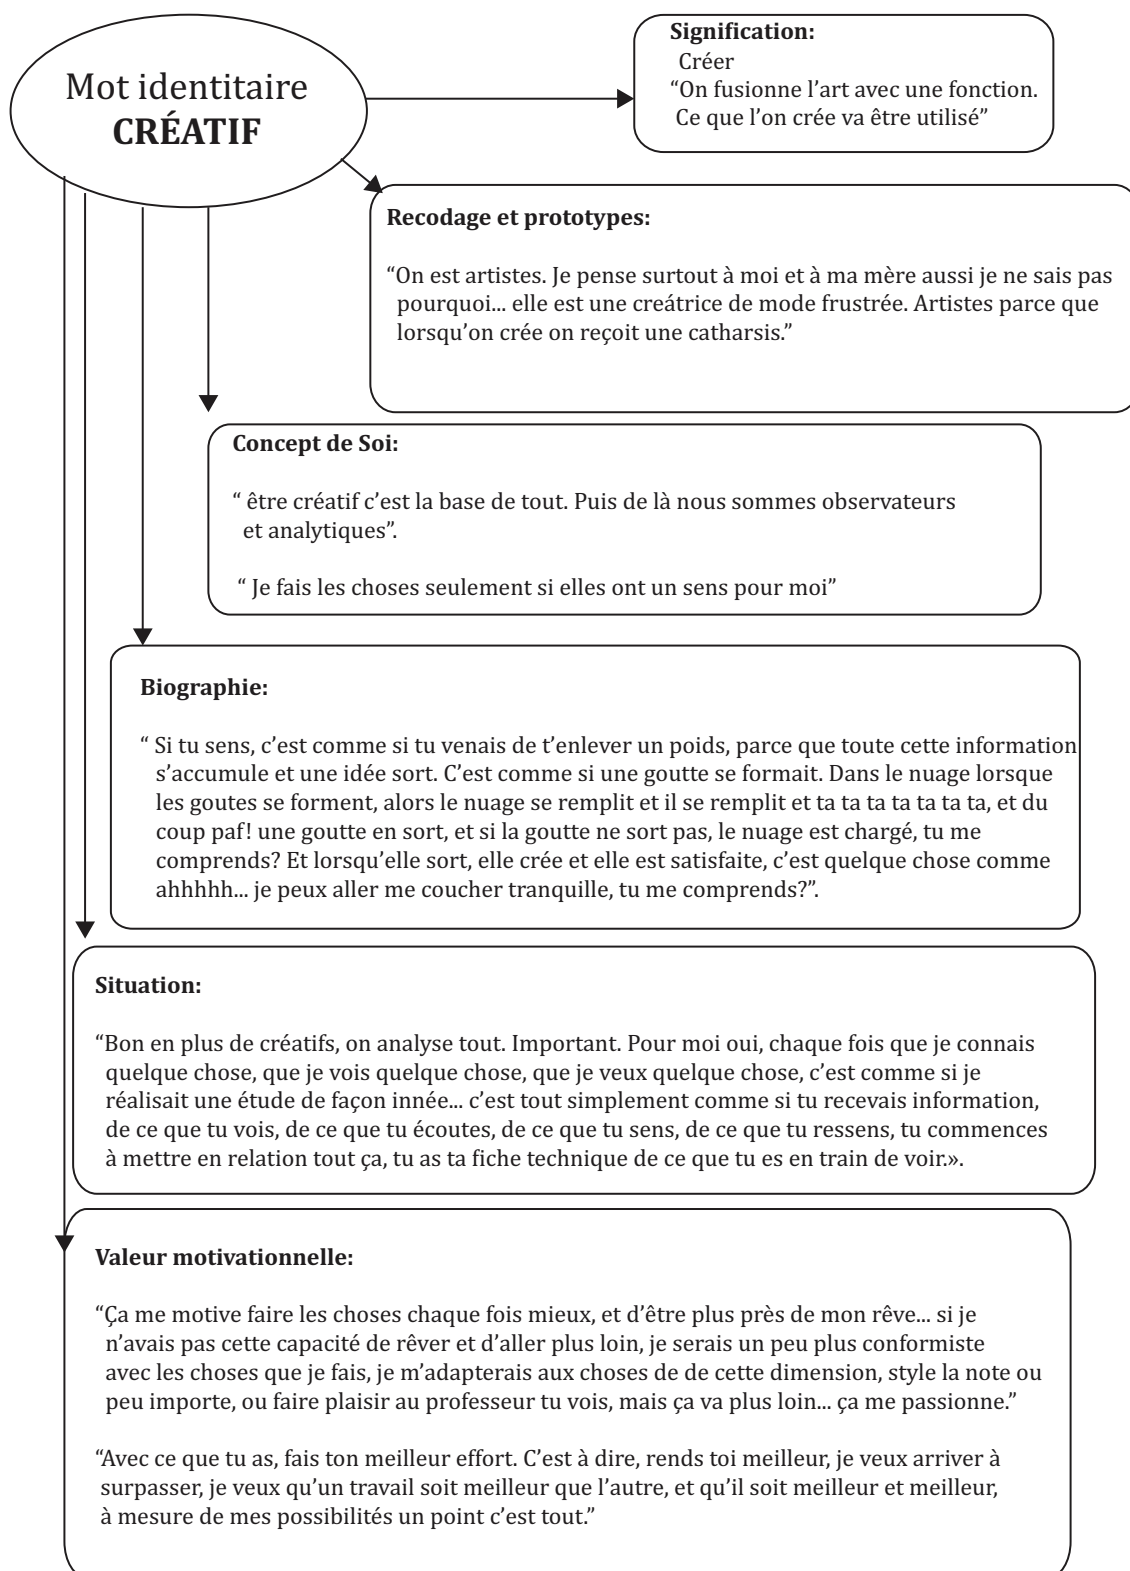 Mot identitaire
CRÉATIF
Signification:
Créer
“On fusionne l’art avec une fonction.
Ce que l’on crée va être utilisé”
Recodage et prototypes:
“On est artistes. Je pense surtout à moi et à ma mère aussi je ne sais pas
pourquoi... elle est une creátrice de mode frustrée. Artistes parce que
lorsqu’on crée on reçoit une catharsis.”
Concept de Soi:
“ être créatif c’est la base de tout. Puis de là nous sommes observateurs
et analytiques”.
“ Je fais les choses seulement si elles ont un sens pour moi”
Biographie:
“ Si tu sens, c’est comme si tu venais de t’enlever un poids, parce que toute cette information
s’accumule et une idée sort. C’est comme si une goutte se formait. Dans le nuage lorsque
les goutes se forment, alors le nuage se remplit et il se remplit et ta ta ta ta ta ta ta, et du
coup paf! une goutte en sort, et si la goutte ne sort pas, le nuage est chargé, tu me
comprends? Et lorsqu’elle sort, elle crée et elle est satisfaite, c’est quelque chose comme
ahhhhh... je peux aller me coucher tranquille, tu me comprends?”.
Situation:
“Bon en plus de créatifs, on analyse tout. Important. Pour moi oui, chaque fois que je connais
quelque chose, que je vois quelque chose, que je veux quelque chose, c’est comme si je
réalisait une étude de façon innée... c’est tout simplement comme si tu recevais information,
de ce que tu vois, de ce que tu écoutes, de ce que tu sens, de ce que tu ressens, tu commences
à mettre en relation tout ça, tu as ta fiche technique de ce que tu es en train de voir.».
Valeur motivationnelle:
“Ça me motive faire les choses chaque fois mieux, et d’être plus près de mon rêve... si je
n’avais pas cette capacité de rêver et d’aller plus loin, je serais un peu plus conformiste
avec les choses que je fais, je m’adapterais aux choses de de cette dimension, style la note ou
peu importe, ou faire plaisir au professeur tu vois, mais ça va plus loin... ça me passionne.”
“Avec ce que tu as, fais ton meilleur effort. C’est à dire, rends toi meilleur, je veux arriver à
surpasser, je veux qu’un travail soit meilleur que l’autre, et qu’il soit meilleur et meilleur,
à mesure de mes possibilités un point c’est tout.”